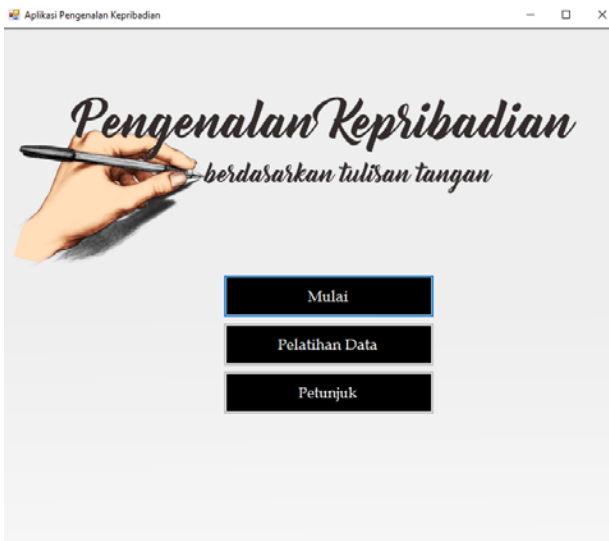 Aplikasi Pengenalan Kepribadian
Pengenalan Kepribadian
berdasarkan tulisan tangan
Mulai
Pelatihan Data
Petunjuk